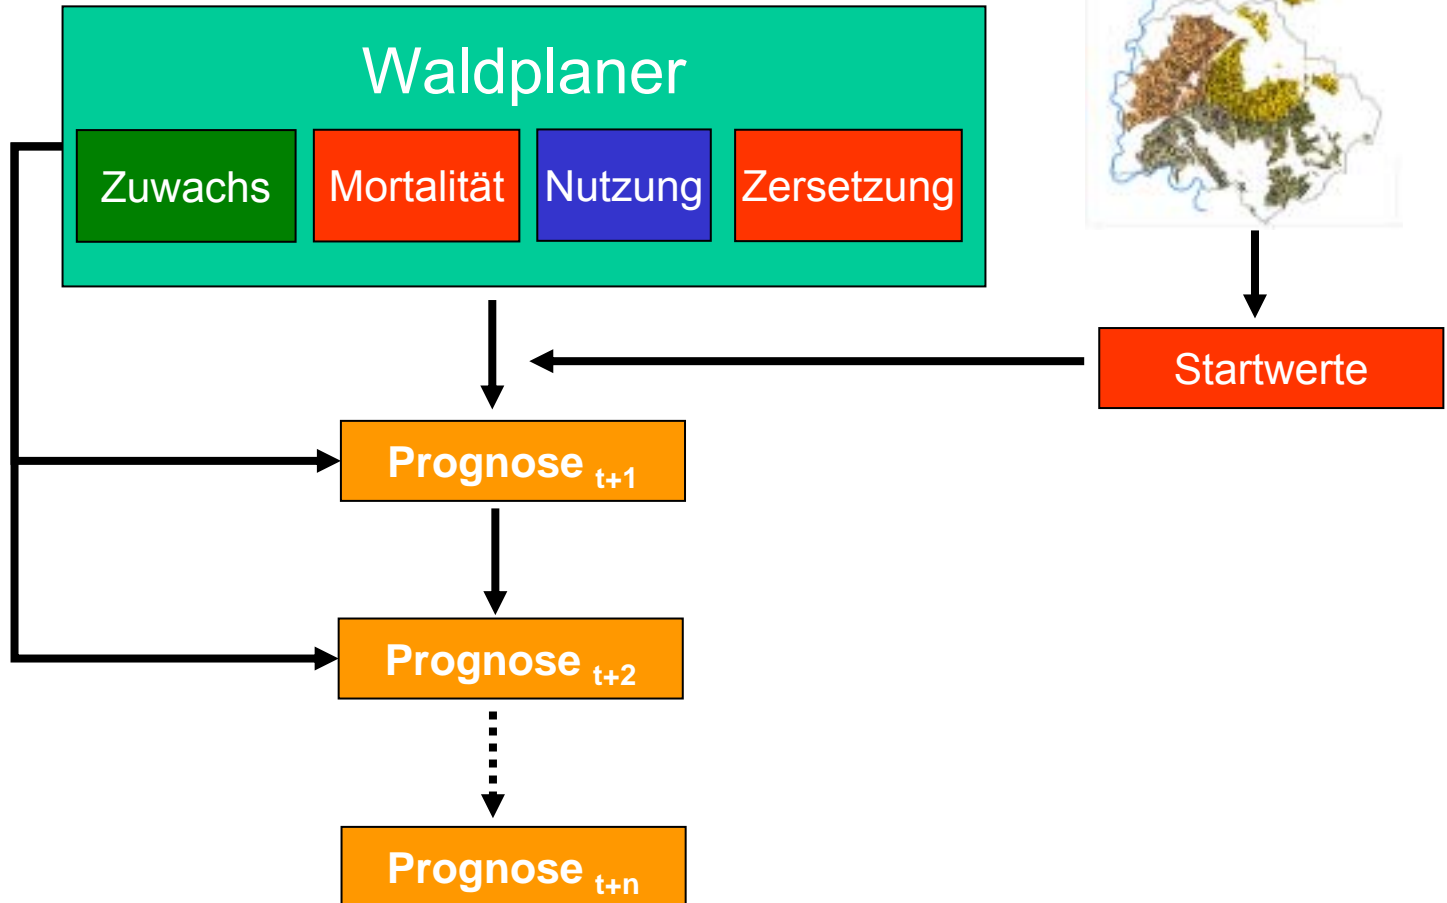 Waldplaner
Zuwachs
Mortalität
Nutzung
Zersetzung
Startwerte
Prognose t+1
Prognose t+2
Prognose t+n